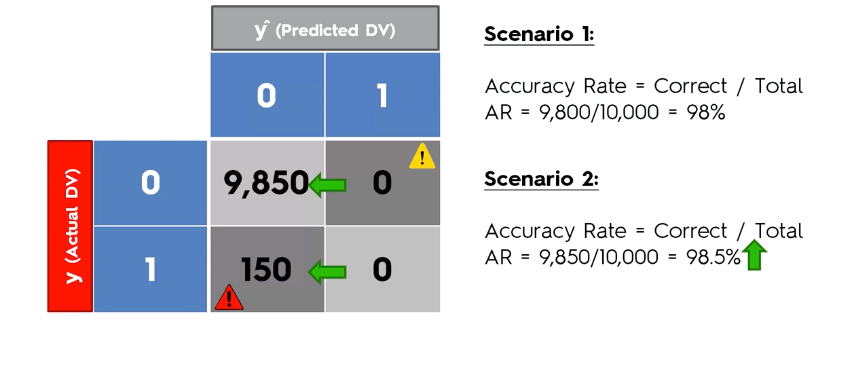 ŷ (Predicted DV)
Scenario 1:
0 1
Accuracy Rate = Correct / Total
AR = 9,800/10,000 = 98%
y (Actual DV)
0 9,850 0
Scenario 2:
Accuracy Rate = Correct / Total
AR = 9,850/10,000 = 98.5%
1 150 0